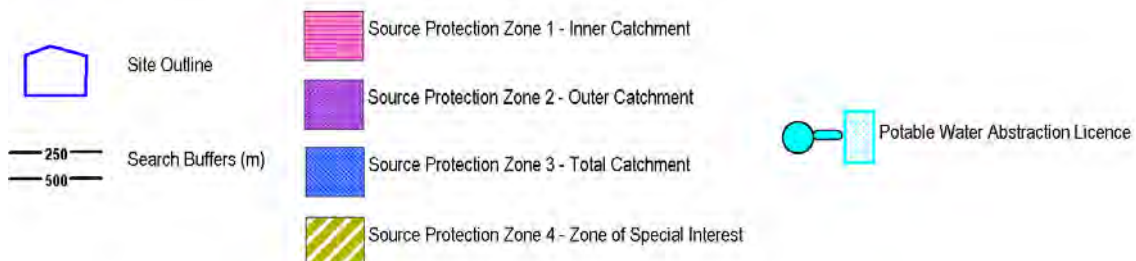 Site Outline
250
500
Search Buffers (m)
Source Protection Zone 1 - Inner Catchment
Source Protection Zone 2 - Outer Catchment
Source Protection Zone 3 - Total Catchment
Source Protection Zone 4 - Zone of Special Interest
Potable Water Abstraction Licence